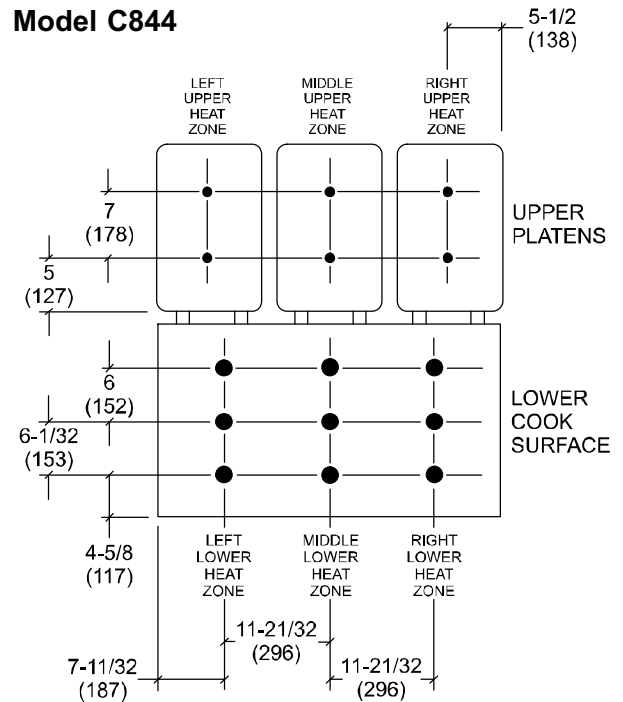 Model C844
5-1/2
(138)
LEFT
UPPER
HEAT
ZONE
MIDDLE
UPPER
HEAT
ZONE
RIGHT
UPPER
HEAT
ZONE
7
(178)
UPPER
PLATENS
5
(127)
6
(152)
LOWER
COOK
SURFACE
6-1/32
(153)
4-5/8
(117)
LEFT
LOWER
HEAT
ZONE
MIDDLE
LOWER
HEAT
ZONE
RIGHT
LOWER
HEAT
ZONE
11-21/32
(296)
7-11/32
(187)
11-21/32
(296)